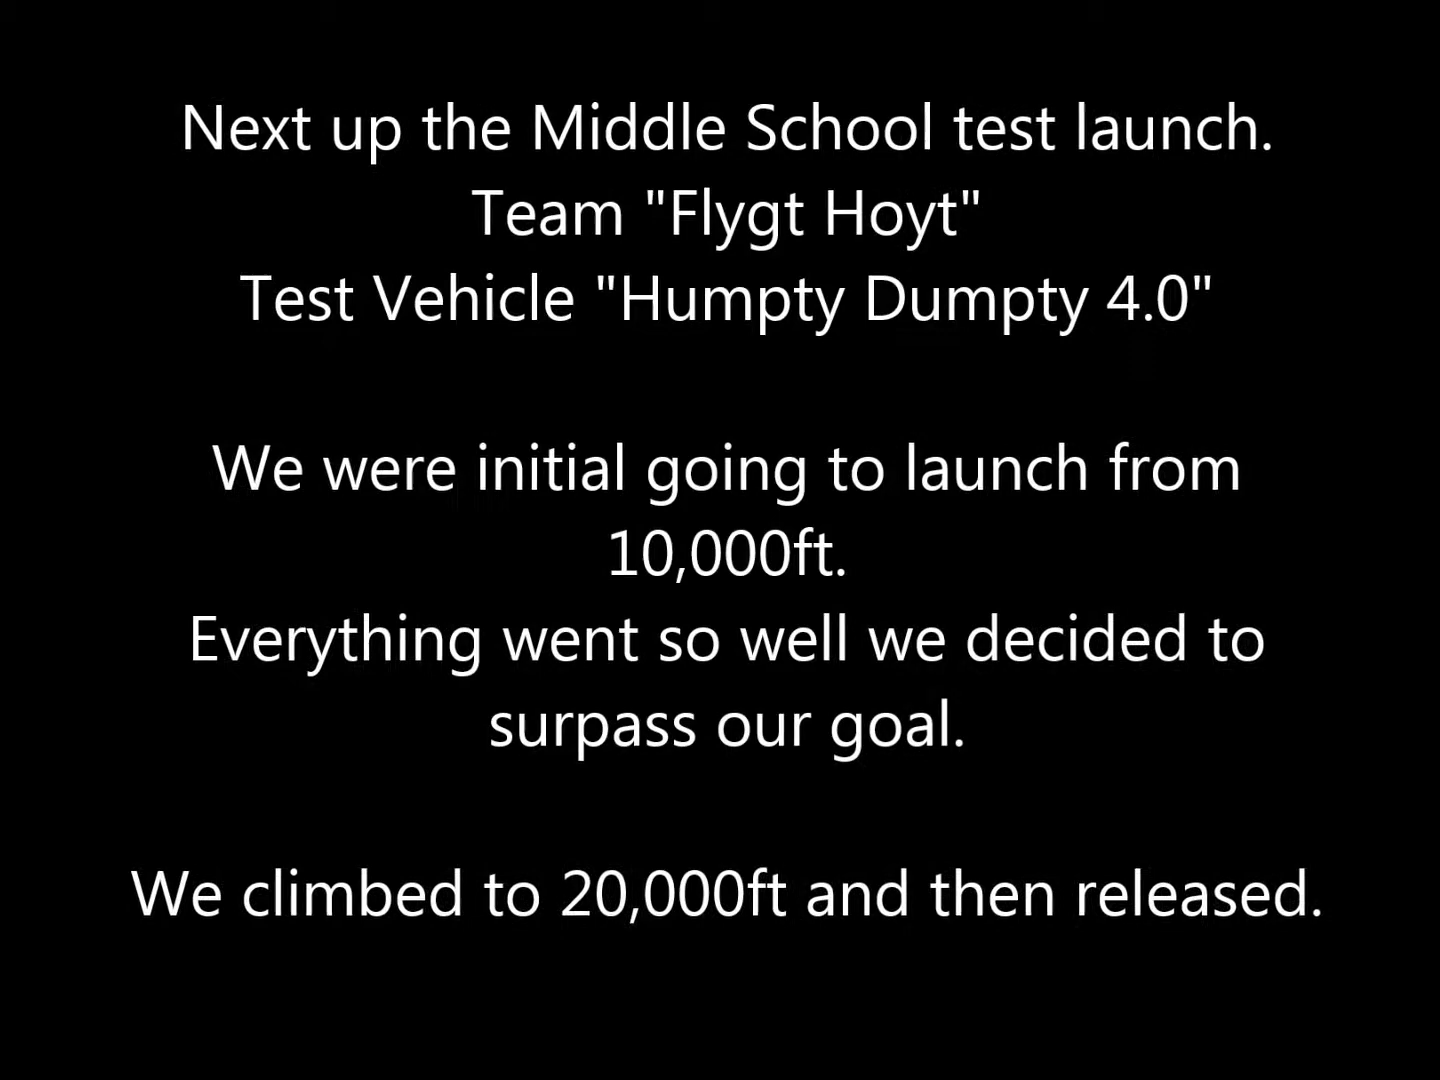 Next up the Middle School test launch.
Team "Flygt Hoyt"
Test Vehicle "Humpty Dumpty 4.0"
We were initial going to launch from
10,000ft.
Everything went so well we decided to
surpass our goal.
We climbed to 20,000ft and then released.